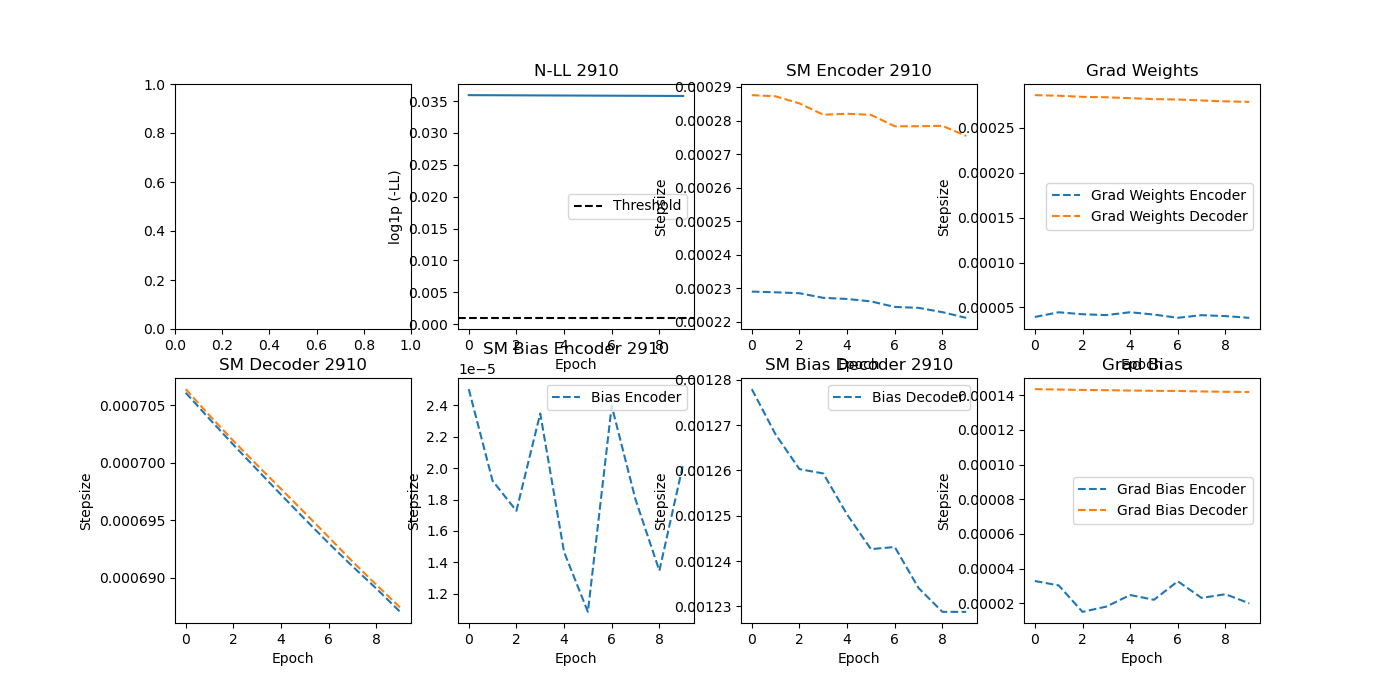 1.0
0.8
0.6
0.4
0.2
0.0
0.0 0.2 0.4 0.6 0.8 1.0
N-LL 2910
log1p (-LL)
0.035
0.030
0.025
0.020
0.015
0.010
0.005
0.000
Threshold
0 2 4 6 8
Epoch
SM Encoder 2910
Stepsize
0.00029
0.00028
0.00027
0.00026
0.00025
0.00024
0.00023
0.00022
0 2 4 6 8
Epoch
Grad Weights
Stepsize
0.00025
0.00020
0.00015
0.00010
0.00005
Grad Weights Encoder
Grad Weights Decoder
0 2 4 6 8
Epoch
SM Decoder 2910
Stepsize
0.000705
0.000700
0.000695
0.000690
0 2 4 6 8
Epoch
SM Bias Encoder 2910
1e−5
Stepsize
2.4
2.2
2.0
1.8
1.6
1.4
1.2
Bias Encoder
0 2 4 6 8
Epoch
SM Bias Decoder 2910
Stepsize
0.00128
0.00127
0.00126
0.00125
0.00124
0.00123
Bias Decoder
0 2 4 6 8
Epoch
Grad Bias
Stepsize
0.00014
0.00012
0.00010
0.00008
0.00006
0.00004
0.00002
Grad Bias Encoder
Grad Bias Decoder
0 2 4 6 8
Epoch